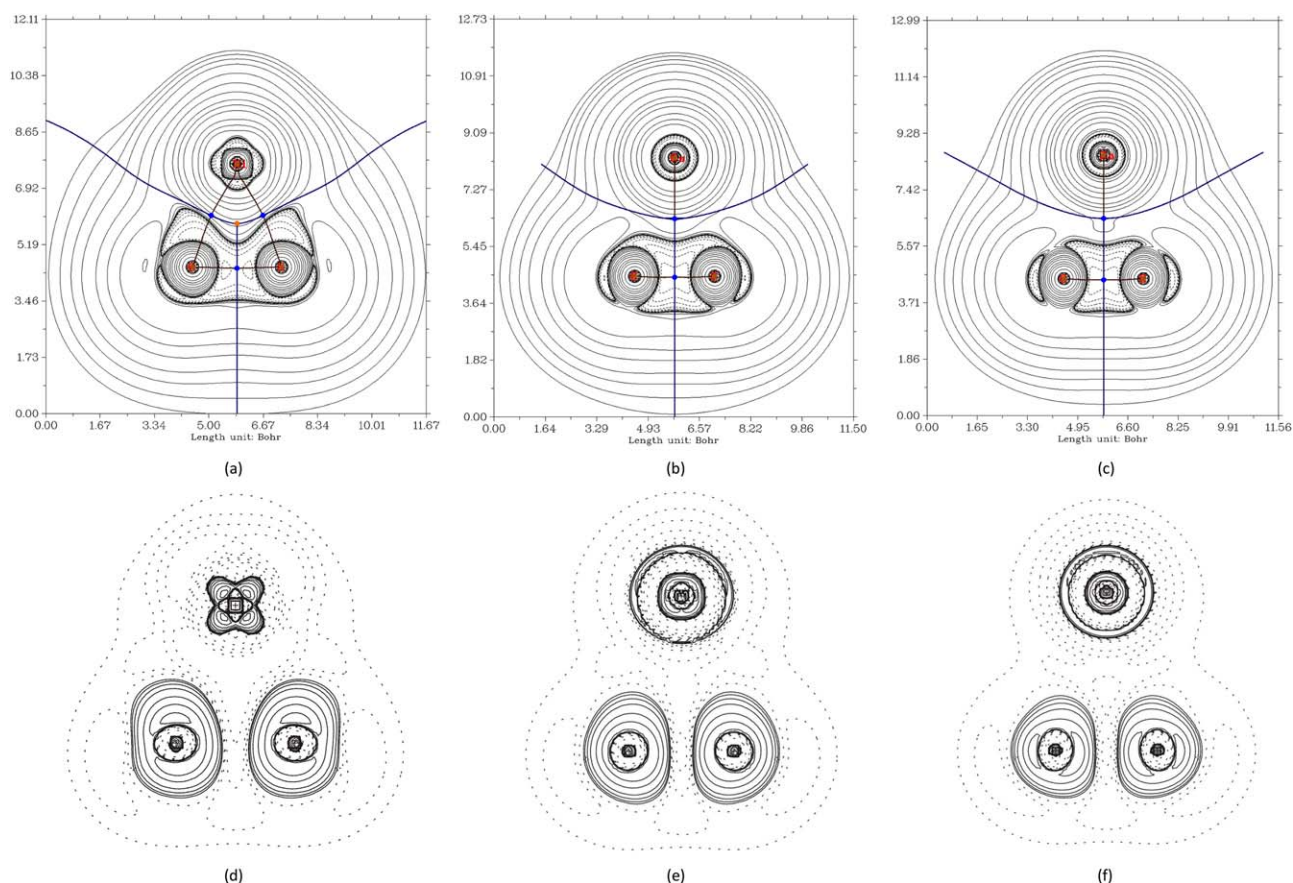 12.11
10.38
8.65
6.92
5.19
3.46
1.73
0.00
0.00 1.67 3.34 5.00 6.67 8.34 10.01 11.67
Length unit: Bohr
(a)
12.73
10.91
9.09
7.27
5.45
3.64
1.82
0.00
0.00 1.64 3.29 4.93 6.57 8.22 9.86 11.50
Length unit: Bohr
(b)
12.99
11.14
9.28
7.42
5.57
3.71
1.86
0.00
0.00 1.65 3.30 4.95 6.60 8.25 9.91 11.56
Length unit: Bohr
(c)
(d)
(e)
(f)